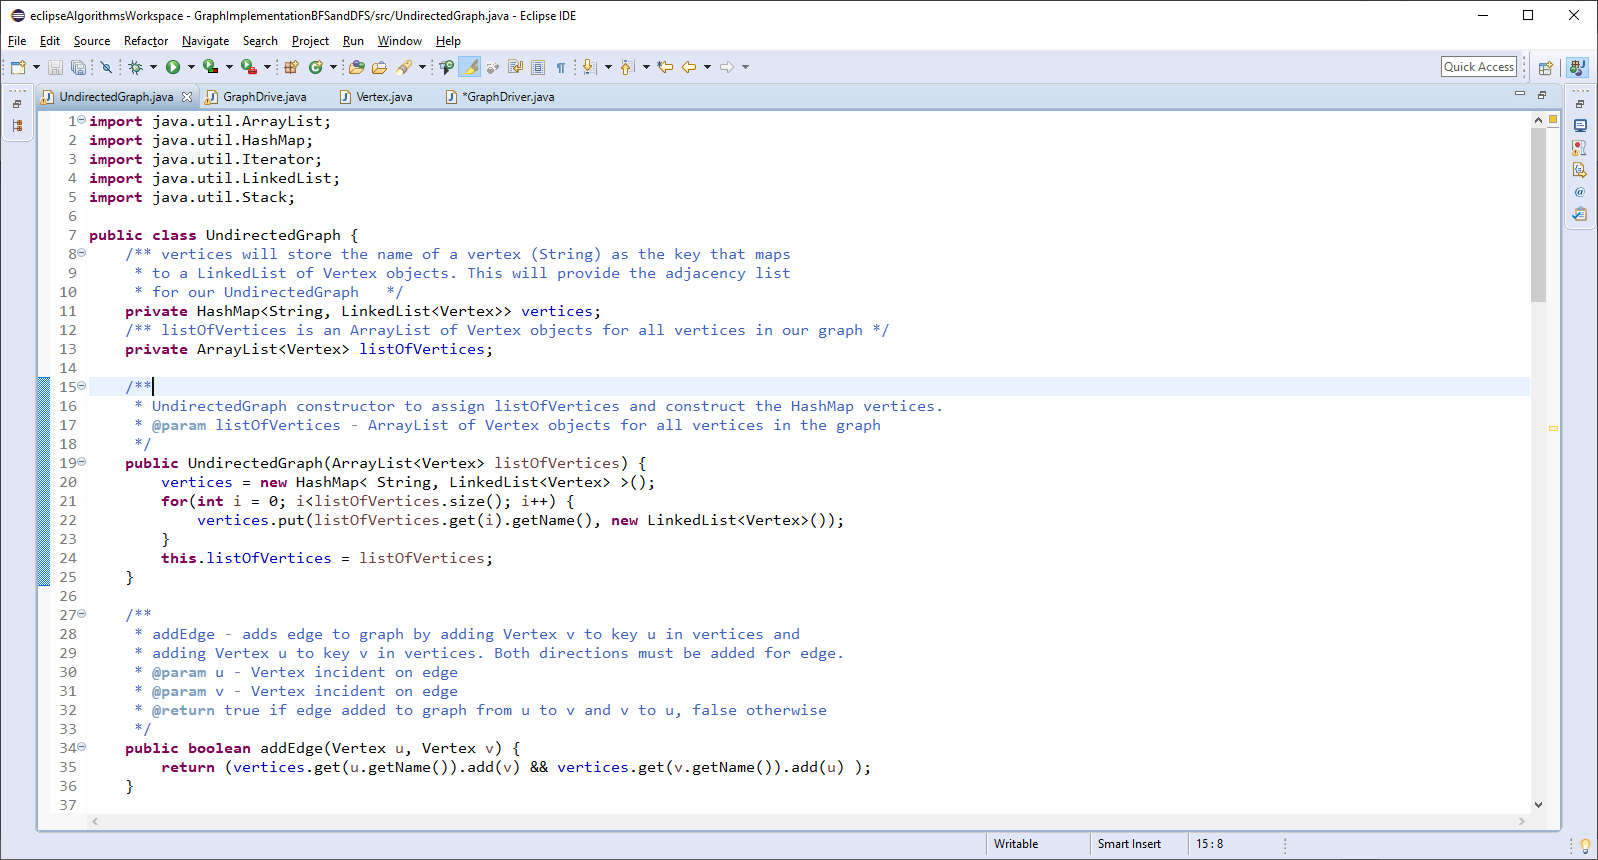 eclipseAlgorithmsWorkspace - GraphImplementationBFSandDFS/src/UndirectedGraph.java - Eclipse IDE
File Edit Source Refactor Navigate Search Project Run Window Help
Quick Access
UndirectedGraph.java GraphDrive.java Vertex.java *GraphDriver.java
1 import java.util.ArrayList;
2 import java.util.HashMap;
3 import java.util.Iterator;
4 import java.util.LinkedList;
5 import java.util.Stack;
6
7 public class UndirectedGraph {
8     /** vertices will store the name of a vertex (String) as the key that maps
9      * to a LinkedList of Vertex objects. This will provide the adjacency list
10      * for our UndirectedGraph   */
11     private HashMap<String, LinkedList<Vertex>> vertices;
12     /** listOfVertices is an ArrayList of Vertex objects for all vertices in our graph */
13     private ArrayList<Vertex> listOfVertices;
14
15     /**
16      * UndirectedGraph constructor to assign listOfVertices and construct the HashMap vertices.
17      * @param listOfVertices - ArrayList of Vertex objects for all vertices in the graph
18      */
19     public UndirectedGraph(ArrayList<Vertex> listOfVertices) {
20         vertices = new HashMap< String, LinkedList<Vertex> >();
21         for(int i = 0; i<listOfVertices.size(); i++) {
22             vertices.put(listOfVertices.get(i).getName(), new LinkedList<Vertex>());
23         }
24         this.listOfVertices = listOfVertices;
25     }
26
27     /**
28      * addEdge - adds edge to graph by adding Vertex v to key u in vertices and
29      * adding Vertex u to key v in vertices. Both directions must be added for edge.
30      * @param u - Vertex incident on edge
31      * @param v - Vertex incident on edge
32      * @return true if edge added to graph from u to v and v to u, false otherwise
33      */
34     public boolean addEdge(Vertex u, Vertex v) {
35         return (vertices.get(u.getName()).add(v) && vertices.get(v.getName()).add(u) );
36     }
37
Writable Smart Insert 15 : 8